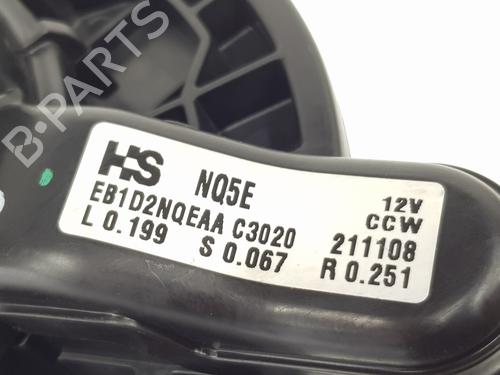 B-PARTS
HS NQ5E 12V
EB1D2NQEAA C3020 CCW
L 0.199 S 0.067 211108
R 0.251